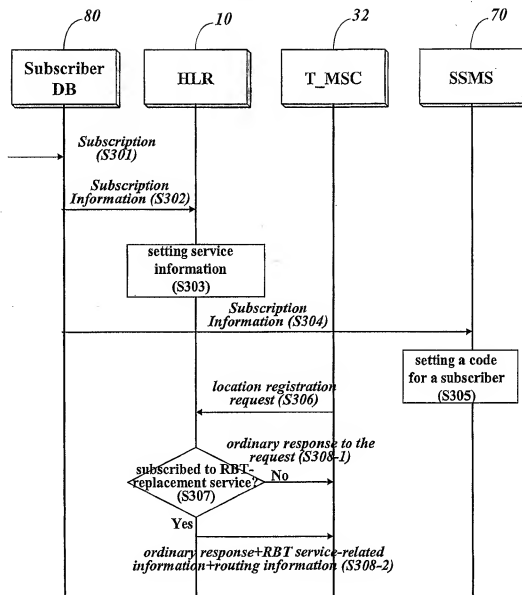 80
10
32
70
Subscriber
DB
HLR
T_MSC
SSMS
Subscription
(S301)
Subscription
Information (S302)
setting service
information
(S303)
Subscription
Information (S304)
setting a code
for a subscriber
(S305)
location registration
request (S306)
ordinary response to the
request (S308-1)
subscribed to RBT-
replacement service?
(S307)
No
Yes
ordinary response+RBT service-related
information+routing information (S308-2)